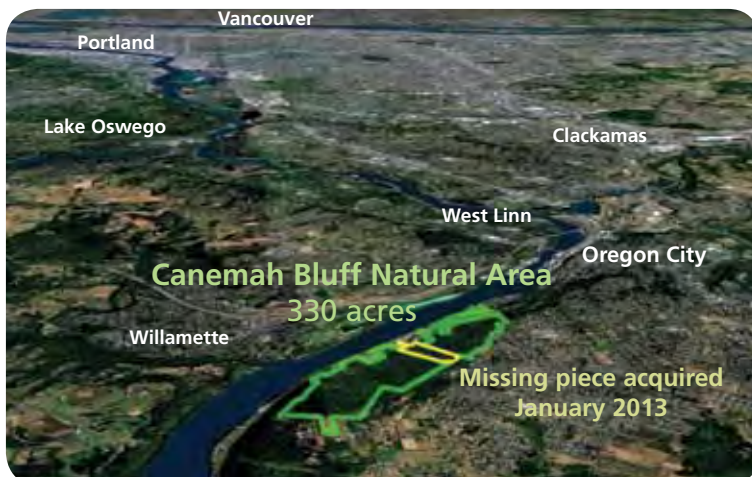 Vancouver
Portland
Lake Oswego
Clackamas
West Linn
Oregon City
Canemah Bluff Natural Area
330 acres
Willamette
Missing piece acquired
January 2013